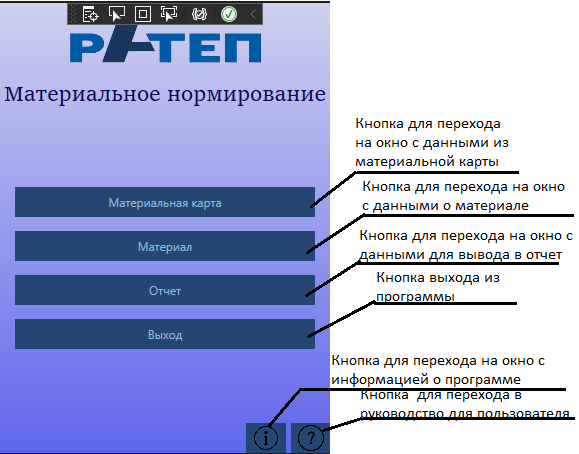 РАТЕП
Материальное нормирование
Материальная карта
Материал
Отчет
Выход
i
?
Кнопка для перехода
на окно с данными из
материальной карты
Кнопка для перехода на окно
с данными о материале
Кнопка для перехода на окно с
данными для вывода в отчет
Кнопка выхода из
программы
Кнопка для перехода на окно с
информацией о программе
Кнопка для перехода в
руководство для пользователя